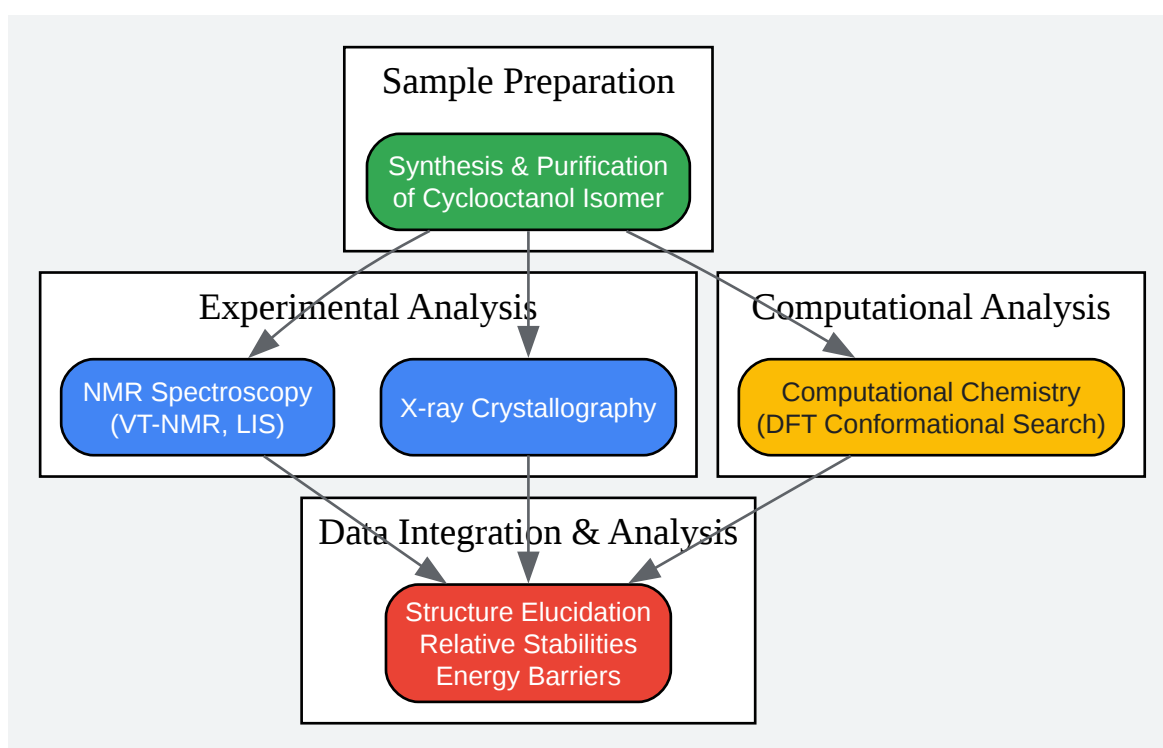 Sample Preparation
Synthesis & Purification
of Cyclooctanol Isomer
Experimental Analysis
NMR Spectroscopy
(VT-NMR, LIS)
X-ray Crystallography
Computational Analysis
Computational Chemistry
(DFT Conformational Search)
Data Integration & Analysis
Structure Elucidation
Relative Stabilities
Energy Barriers